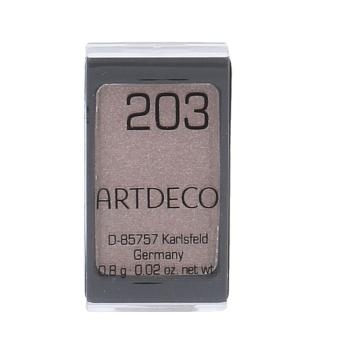 203
ARTDECO
D-85757 Karlsfeld
Germany
0.8 g 0.02 oz. net wt.